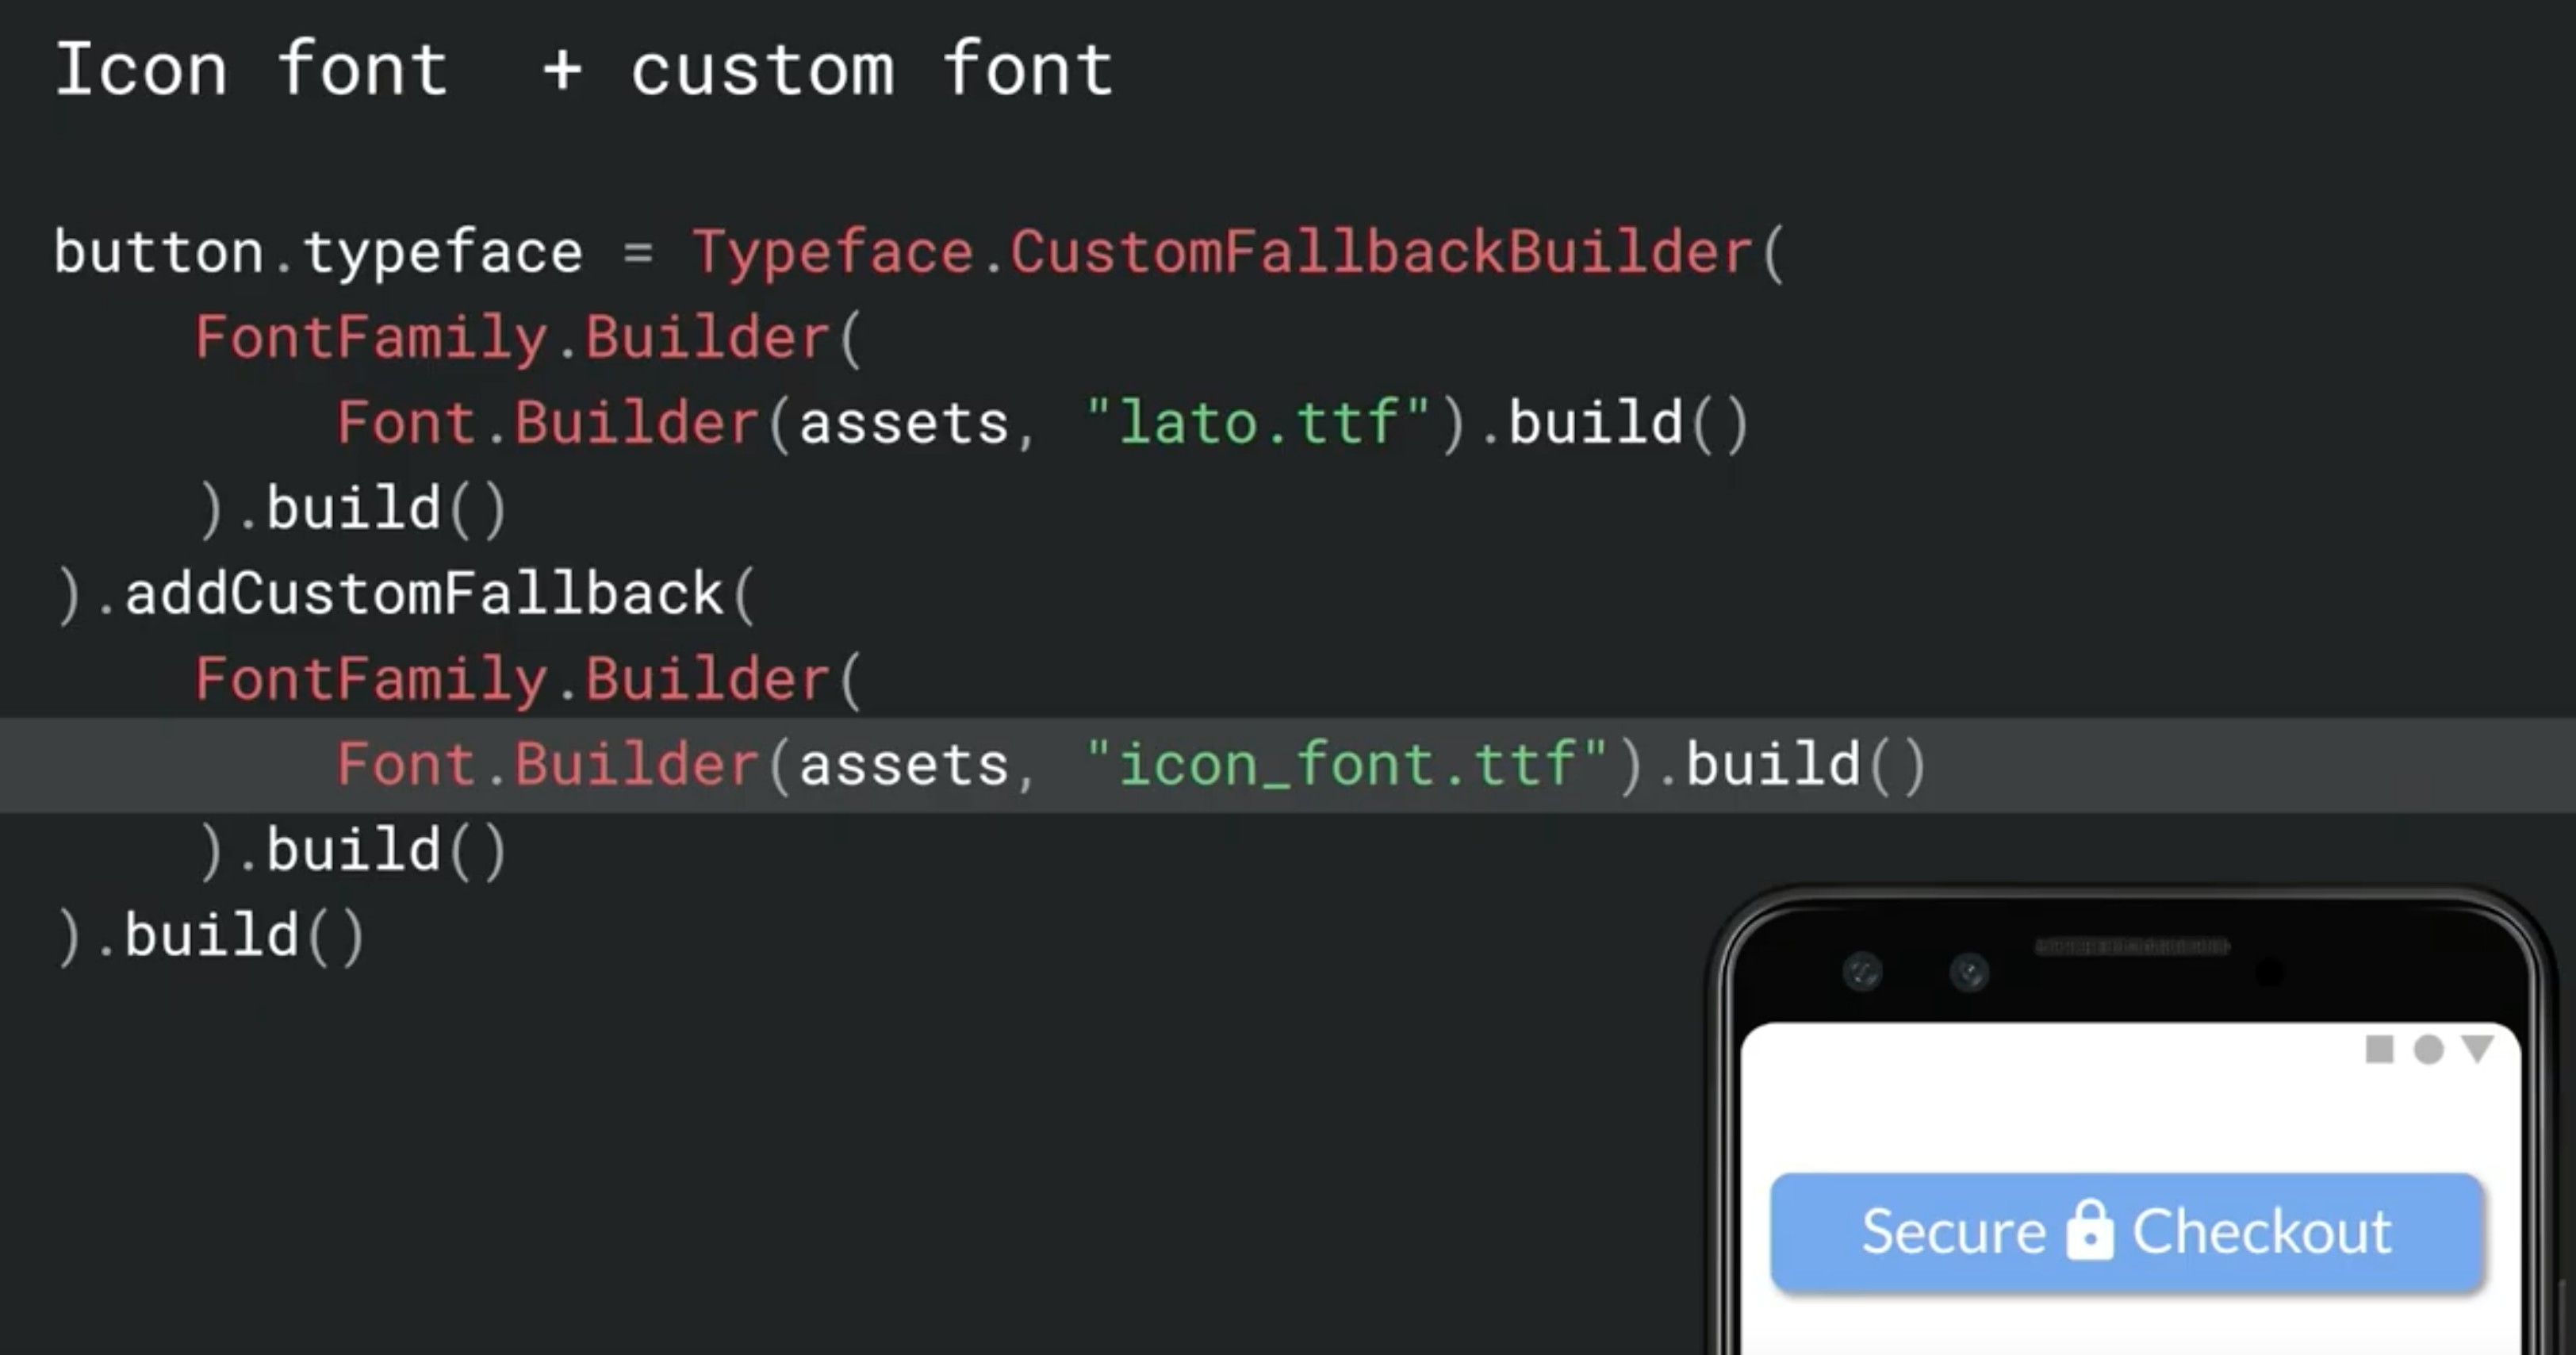 Icon font  + custom font
button.typeface = Typeface.CustomFallbackBuilder(
    FontFamily.Builder(
        Font.Builder(assets, "lato.ttf").build()
    ).build()
).addCustomFallback(
    FontFamily.Builder(
        Font.Builder(assets, "icon_font.ttf").build()
    ).build()
).build()
Secure Checkout